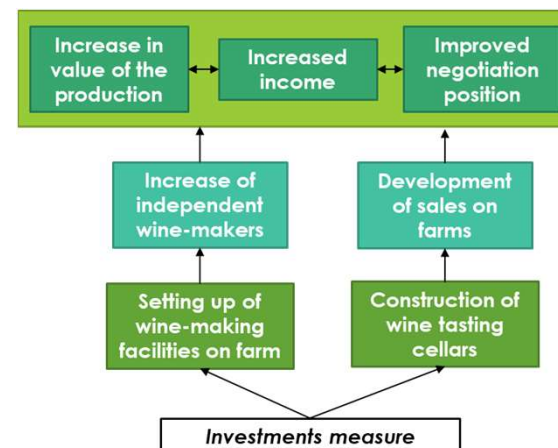 Increase in
value of the
production
Increased
income
Improved
negotiation
position
Increase of
independent
wine-makers
Development
of sales on
farms
Setting up of
wine-making
facilities on farm
Construction of
wine tasting
cellars
Investments measure